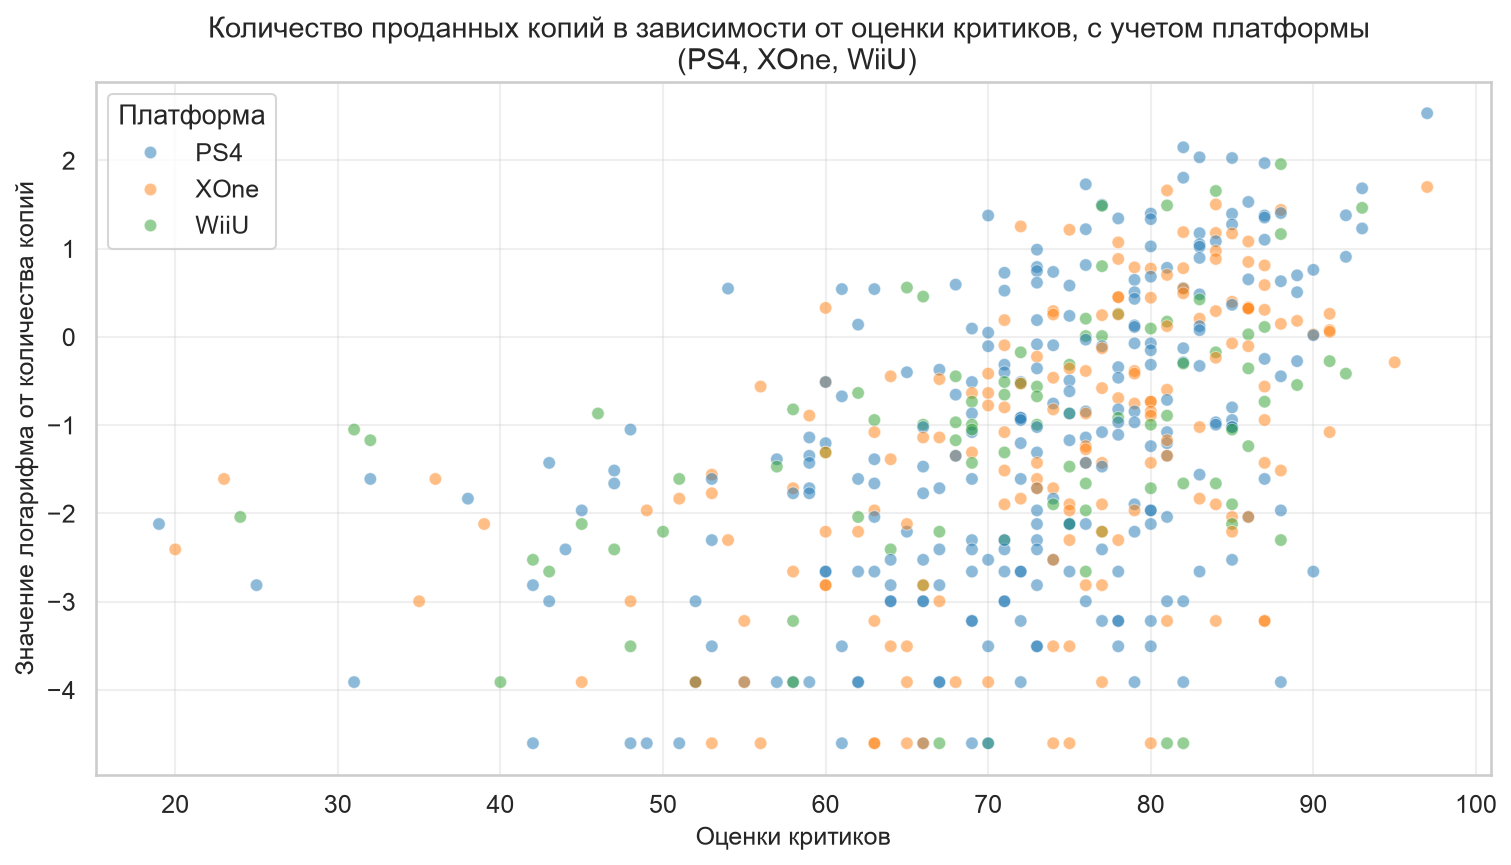 Количество проданных копий в зависимости от оценки критиков, с учетом платформы
(PS4, XOne, WiiU)
Платформа
PS4
XOne
WiiU
Значение логарифма от количества копий
2
1
0
−1
−2
−3
−4
20
30
40
50
60
70
80
90
100
Оценки критиков